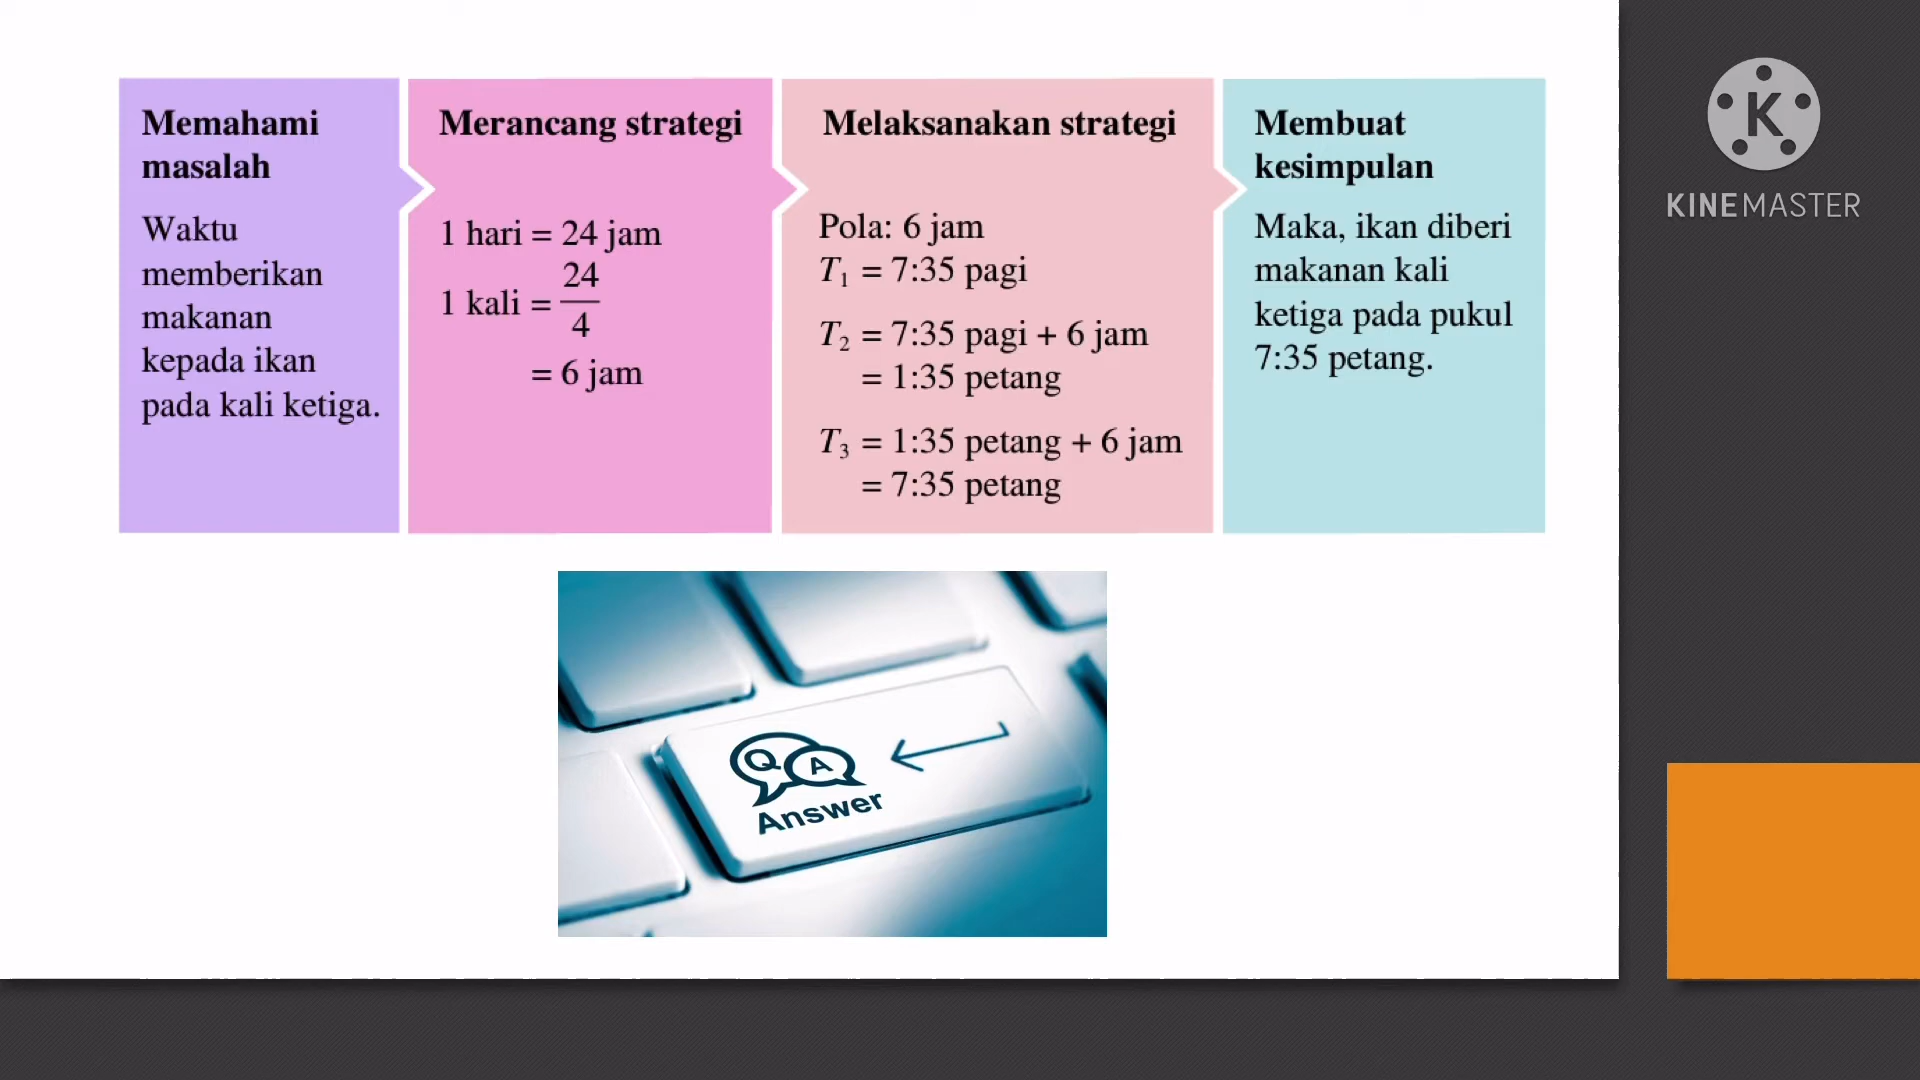 Memahami
masalah
Waktu
memberikan
makanan
kepada ikan
pada kali ketiga.
Merancang strategi
1 hari = 24 jam
1 kali = 24/4
= 6 jam
Melaksanakan strategi
Pola: 6 jam
T₁ = 7:35 pagi
T₂ = 7:35 pagi + 6 jam
= 1:35 petang
T₃ = 1:35 petang + 6 jam
= 7:35 petang
Membuat
kesimpulan
Maka, ikan diberi
makanan kali
ketiga pada pukul
7:35 petang.
Q A
Answer
K
KINEMASTER